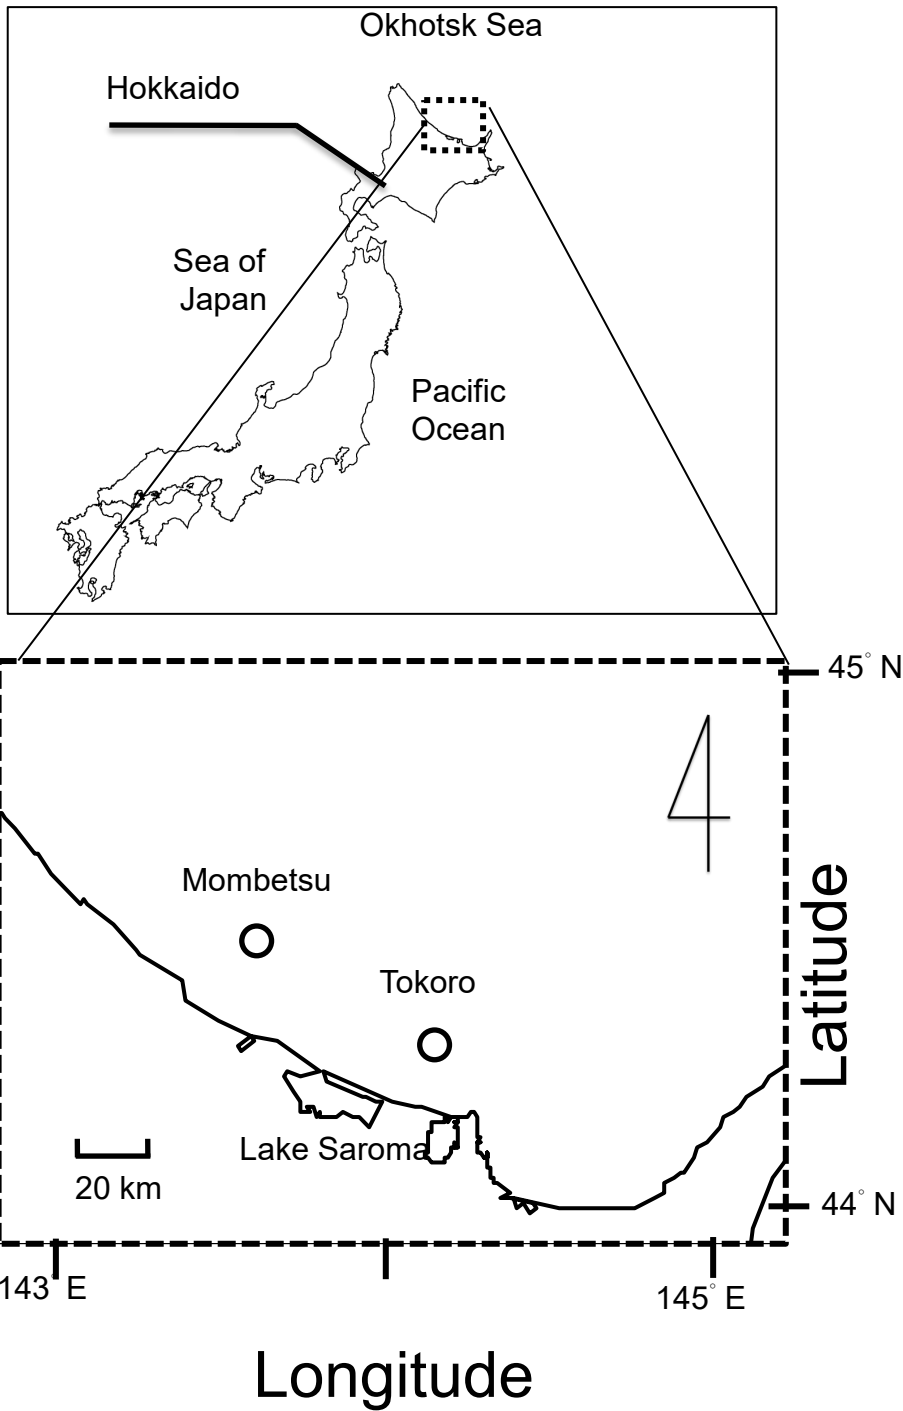 Okhotsk Sea
Hokkaido
Sea of
Japan
Pacific
Ocean
45° N
Mombetsu
Tokoro
Latitude
Lake Saroma
20 km
44° N
143° E
145° E
Longitude